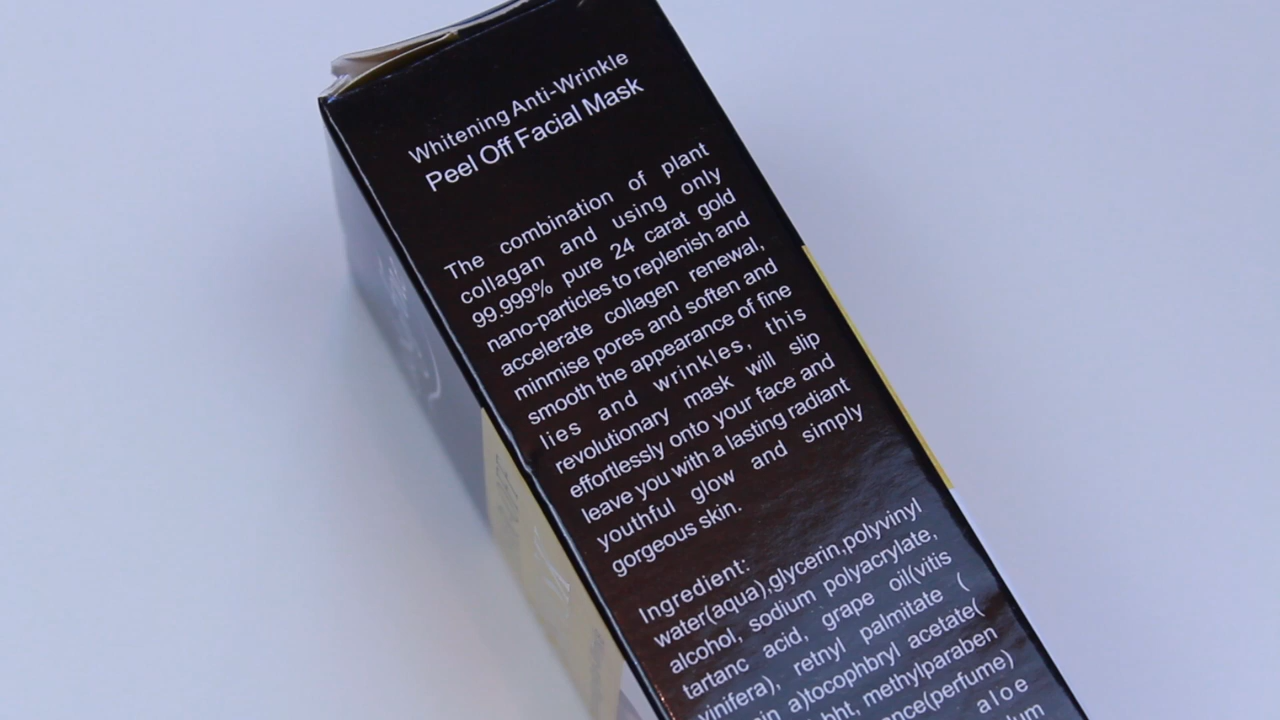 Whitening Anti-Wrinkle
Peel Off Facial Mask
The combination of plant
collagan and using only
99.999% pure 24 carat gold
nano-particles to replenish and
accelerate collagen renewal,
minmise pores and soften and
smooth the appearance of fine
lies and wrinkles, this
revolutionary mask will slip
effortlessly onto your face and
leave you with a lasting radiant
youthful glow and simply
gorgeous skin.
Ingredient:
water(aqua),glycerin,polyvinyl
alcohol, sodium polyacrylate,
tartanc acid, grape oil(vitis
vinifera), retnyl palmitate (
a)tocophbryl acetate(
bht, methylparaben
(perfume)
aloe